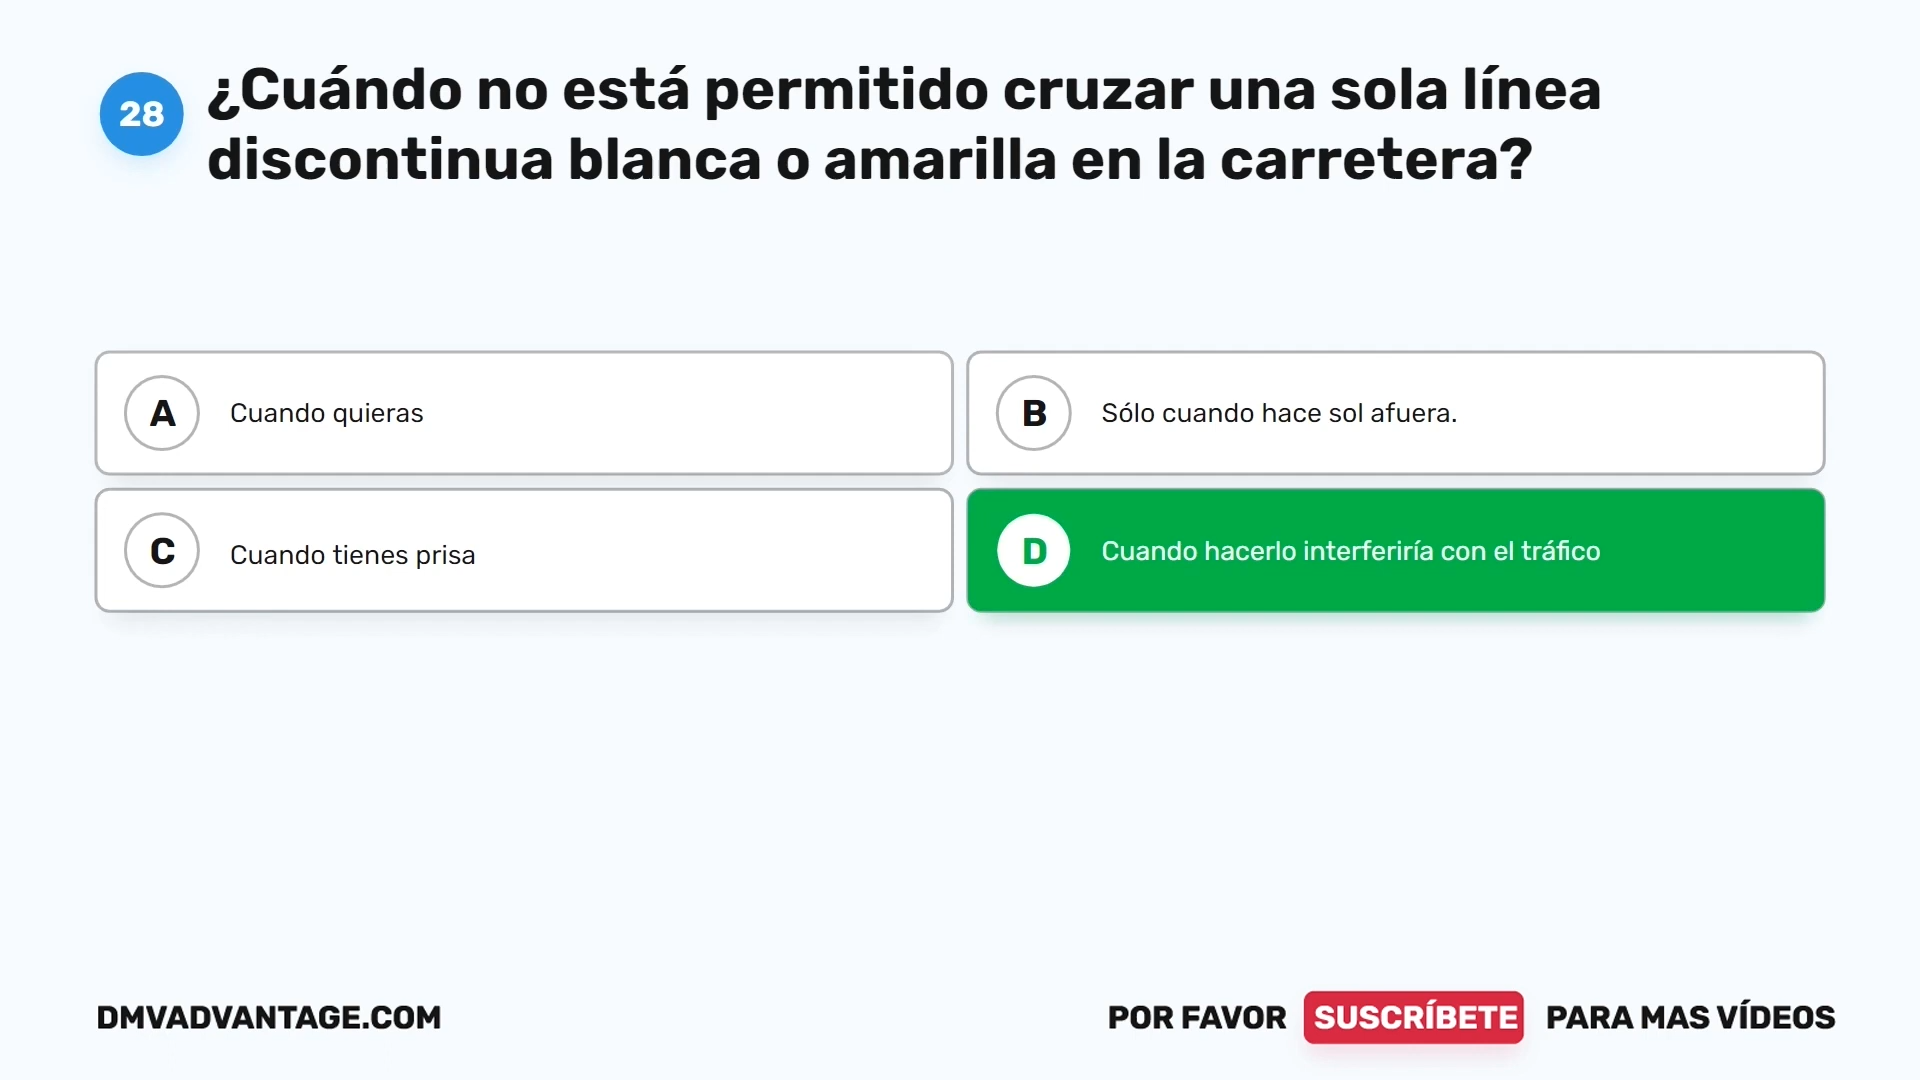 28
¿Cuándo no está permitido cruzar una sola línea
discontinua blanca o amarilla en la carretera?
A Cuando quieras
B Sólo cuando hace sol afuera.
C Cuando tienes prisa
D Cuando hacerlo interferiría con el tráfico
DMVADVANTAGE.COM
POR FAVOR SUSCRÍBETE PARA MAS VÍDEOS